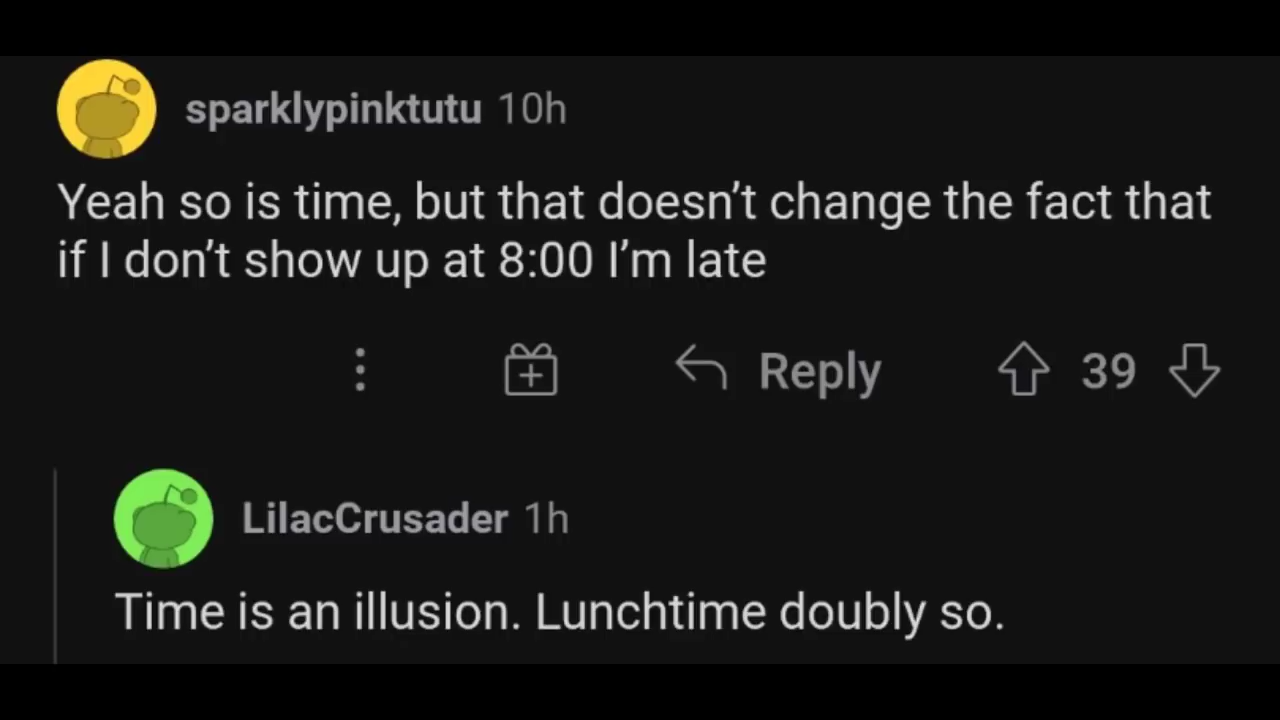 sparklypinktutu 10h
Yeah so is time, but that doesn’t change the fact that
if I don’t show up at 8:00 I’m late
Reply 39
LilacCrusader 1h
Time is an illusion. Lunchtime doubly so.